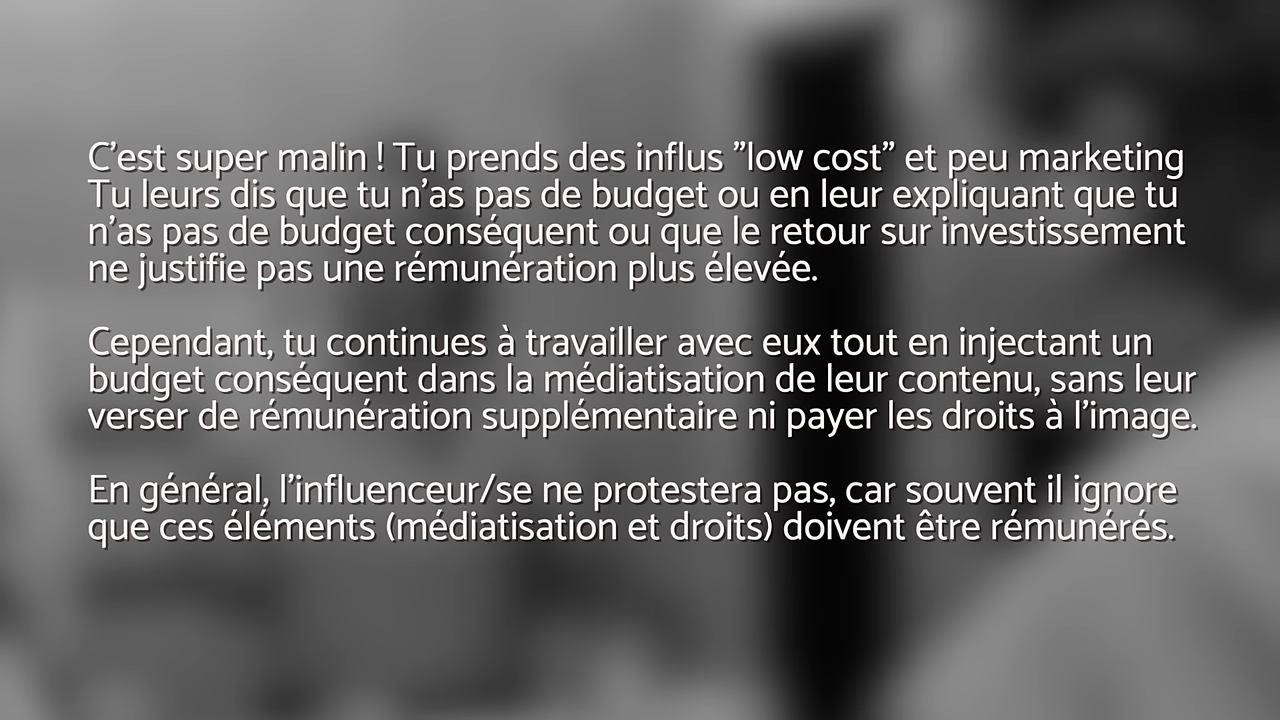 C'est super malin ! Tu prends des influs "low cost" et peu marketing
Tu leurs dis que tu n'as pas de budget ou en leur expliquant que tu
n'as pas de budget conséquent ou que le retour sur investissement
ne justifie pas une rémunération plus élevée.
Cependant, tu continues à travailler avec eux tout en injectant un
budget conséquent dans la médiatisation de leur contenu, sans leur
verser de rémunération supplémentaire ni payer les droits à l'image.
En général, l'influenceur/se ne protestera pas, car souvent il ignore
que ces éléments (médiatisation et droits) doivent être rémunérés.